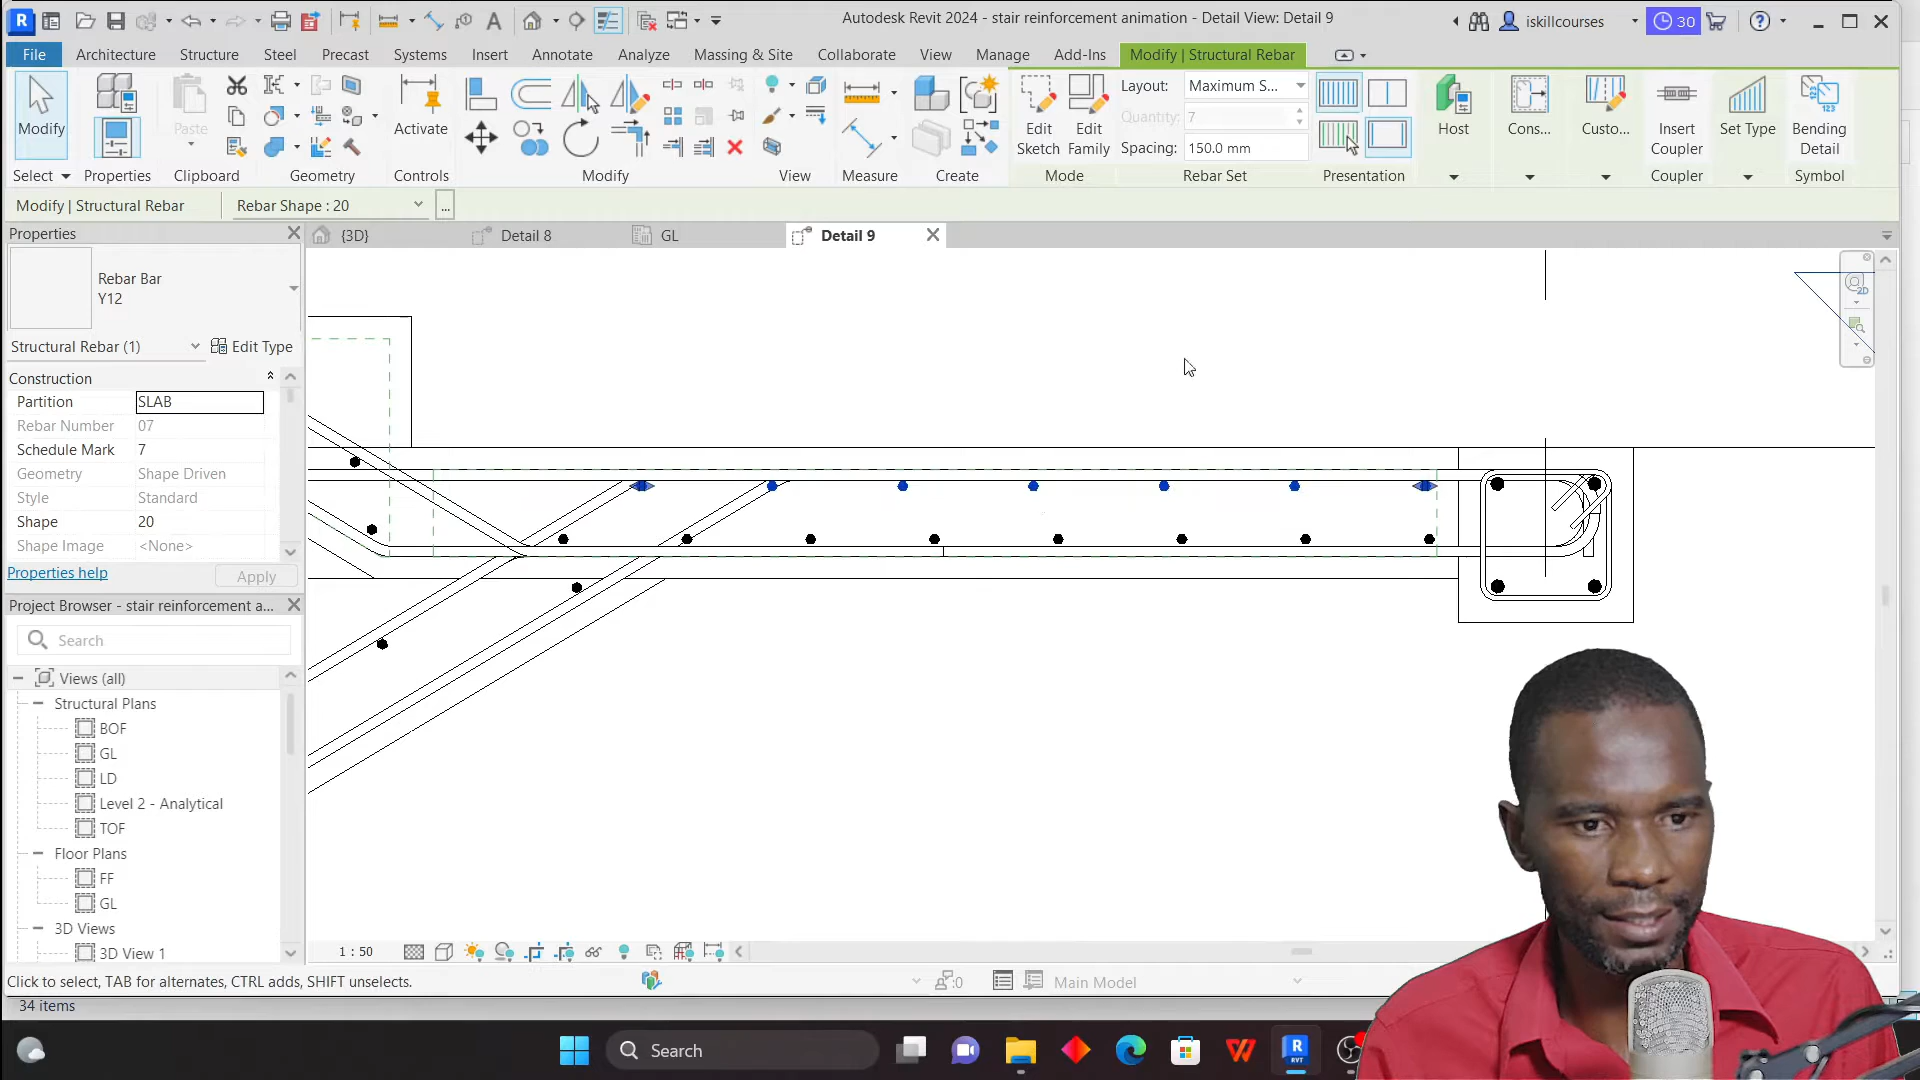 Autodesk Revit 2024 - stair reinforcement animation - Detail View: Detail 9
iskillcourses
30
File Architecture Structure Steel Precast Systems Insert Annotate Analyze Massing & Site Collaborate View Manage Add-Ins Modify | Structural Rebar
Modify
Paste
Activate
Edit Sketch
Edit Family
Layout: Maximum S...
Quantity: 7
Spacing: 150.0 mm
Host
Cons...
Custo...
Insert Coupler
Set Type
Bending Detail
Select Properties Clipboard Geometry Controls Modify View Measure Create Mode Rebar Set Presentation Coupler Symbol
Modify | Structural Rebar Rebar Shape : 20 ...
Properties
{3D} Detail 8 GL Detail 9
Rebar Bar
Y12
Structural Rebar (1) Edit Type
Construction
Partition SLAB
Rebar Number 07
Schedule Mark 7
Geometry Shape Driven
Style Standard
Shape 20
Shape Image <None>
Properties help Apply
Project Browser - stair reinforcement a...
Search
Views (all)
Structural Plans
BOF
GL
LD
Level 2 - Analytical
TOF
Floor Plans
FF
GL
3D Views
3D View 1
1 : 50
Click to select, TAB for alternates, CTRL adds, SHIFT unselects.
:0
Main Model
34 items
Search